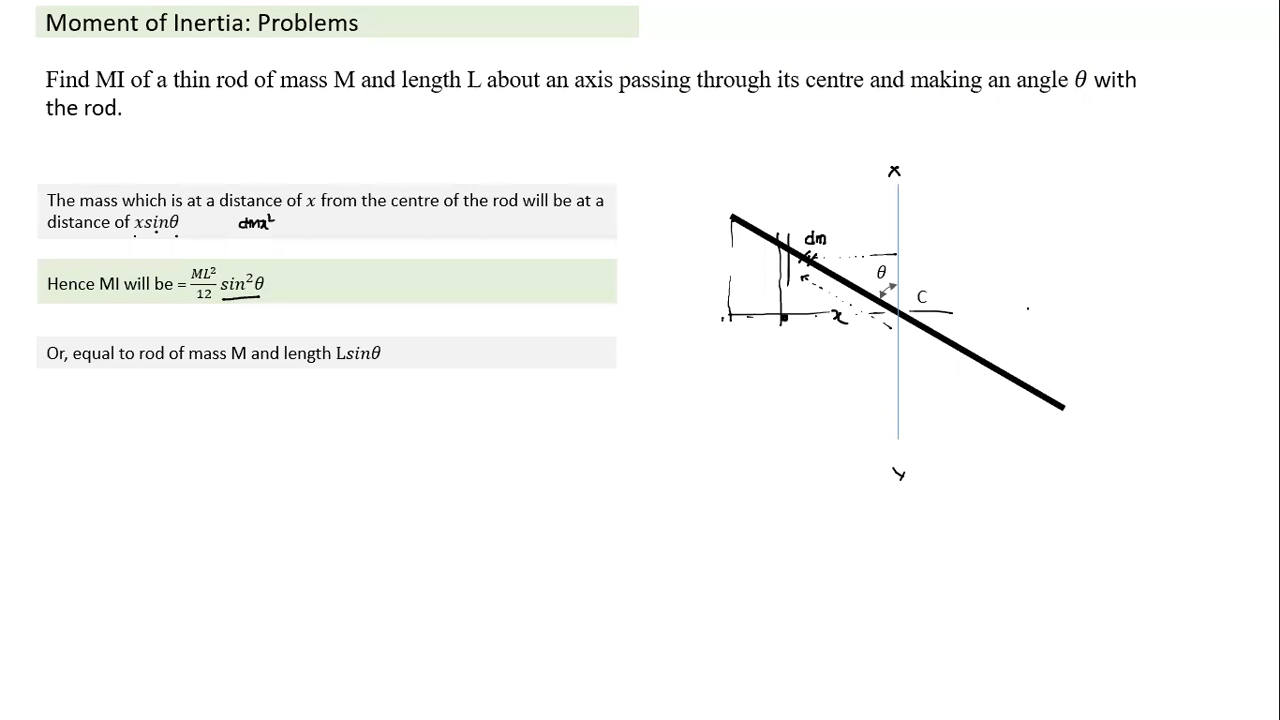 Moment of Inertia: Problems
Find MI of a thin rod of mass M and length L about an axis passing through its centre and making an angle θ with
the rod.
The mass which is at a distance of x from the centre of the rod will be at a
distance of xsinθ dmx²
Hence MI will be = ML²/12 sin²θ
Or, equal to rod of mass M and length Lsinθ
X
dm
θ
C
x
Y